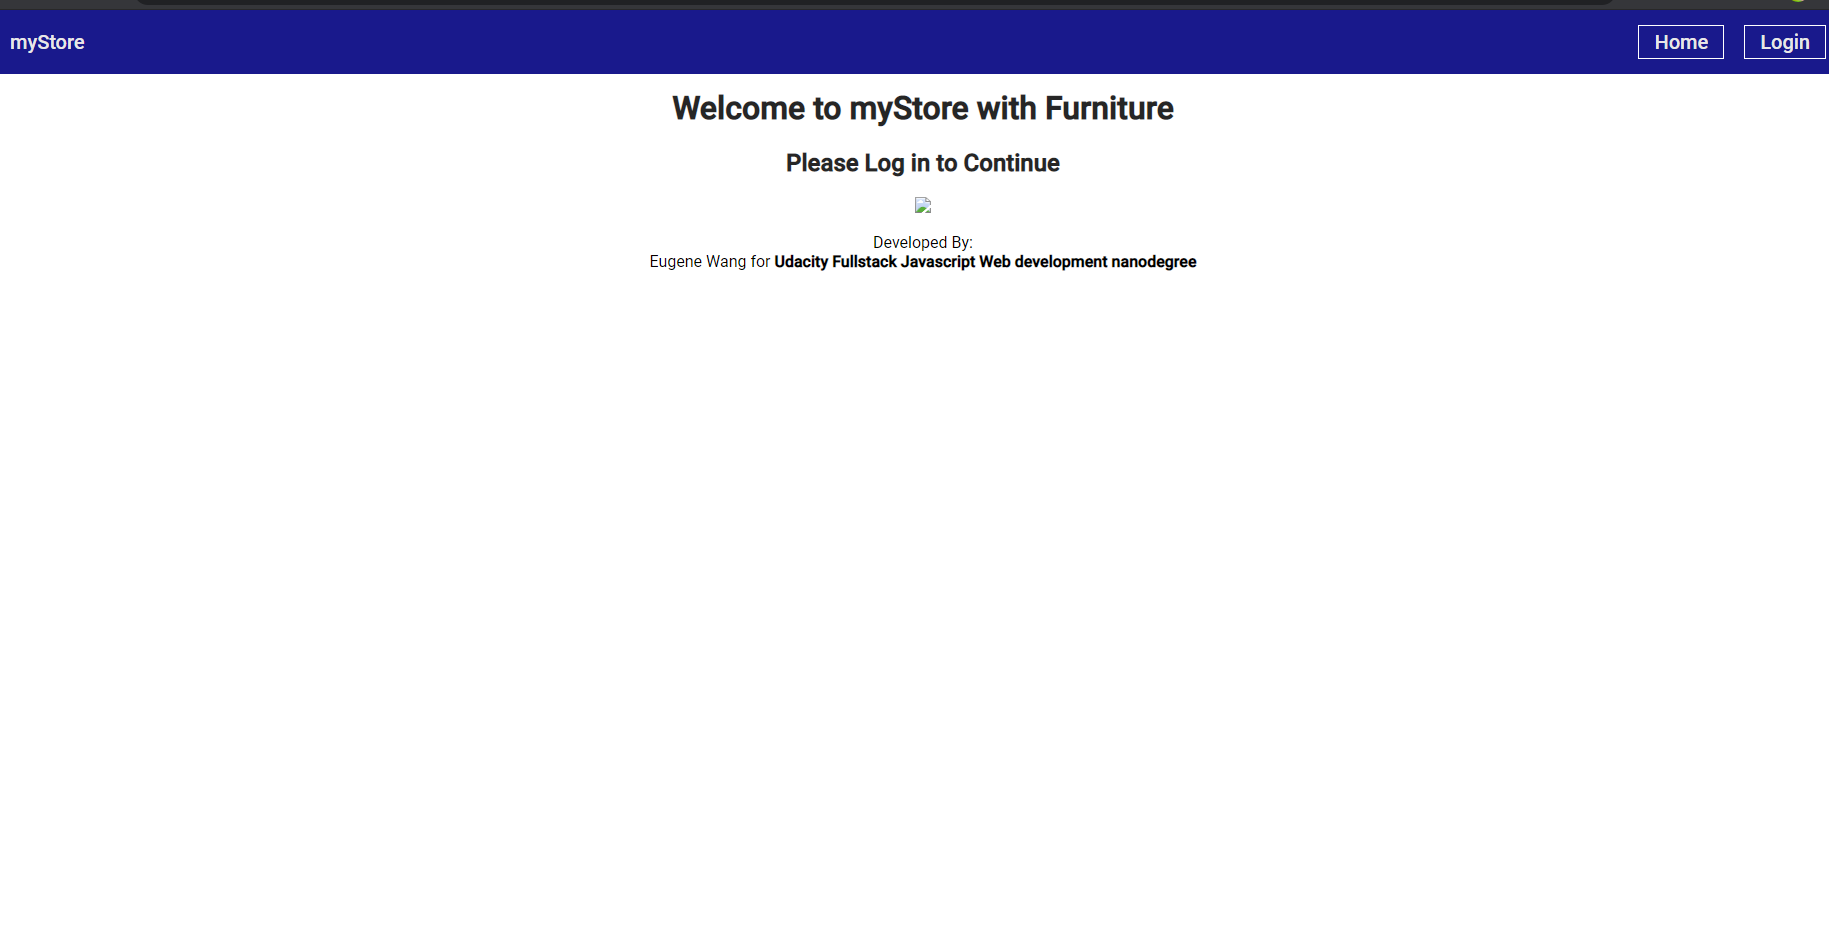 myStore
Home
Login
Welcome to myStore with Furniture
Please Log in to Continue
Developed By:
Eugene Wang for Udacity Fullstack Javascript Web development nanodegree